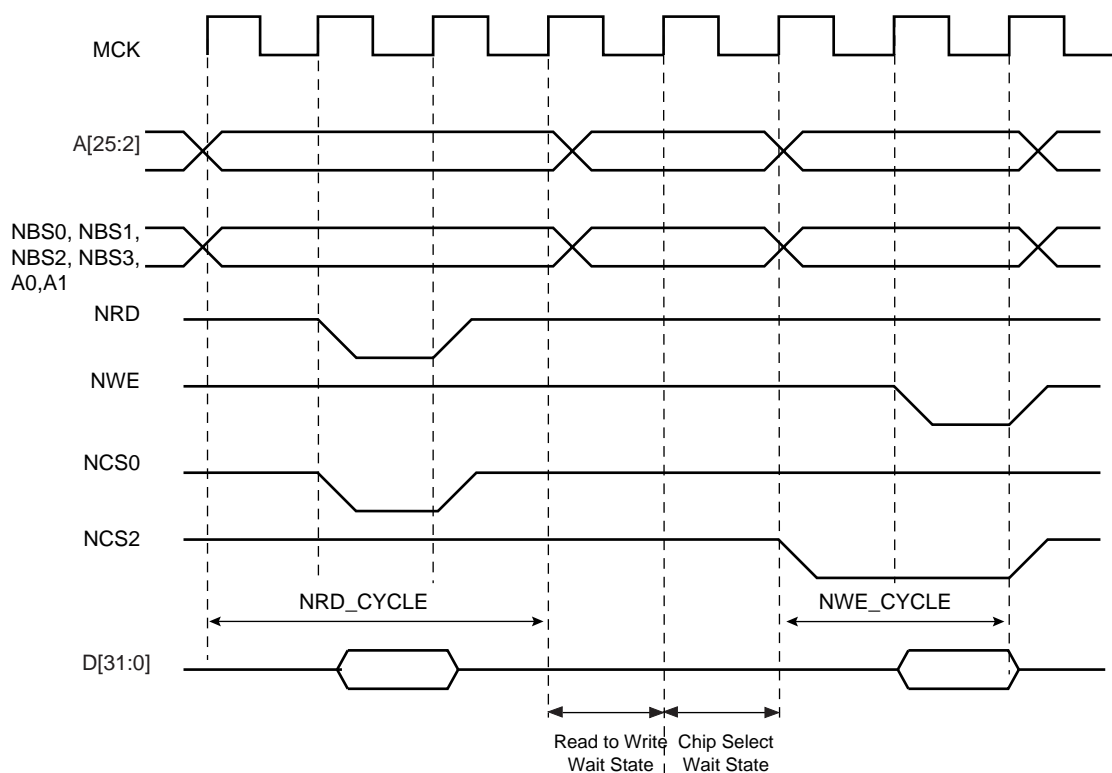 MCK
A[25:2]
NBS0, NBS1,
NBS2, NBS3,
A0,A1
NRD
NWE
NCS0
NCS2
NRD_CYCLE
NWE_CYCLE
D[31:0]
Read to Write
Wait State
Chip Select
Wait State